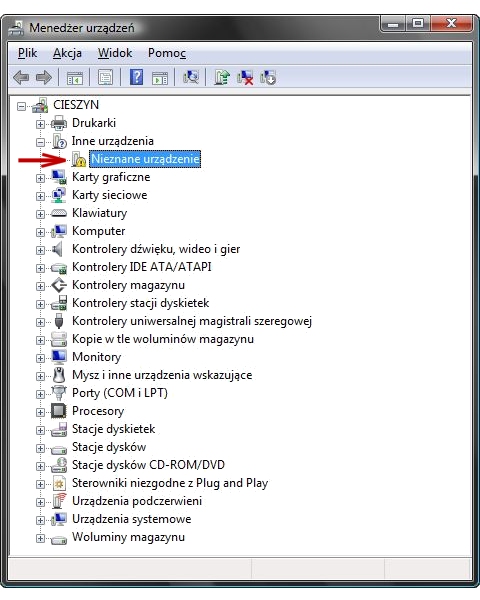 Menedżer urządzeń
Plik Akcja Widok Pomoc
CIESZYN
Drukarki
Inne urządzenia
Nieznane urządzenie
Karty graficzne
Karty sieciowe
Klawiatury
Komputer
Kontrolery dźwięku, wideo i gier
Kontrolery IDE ATA/ATAPI
Kontrolery magazynu
Kontrolery stacji dyskietek
Kontrolery uniwersalnej magistrali szeregowej
Kopie w tle woluminów magazynu
Monitory
Mysz i inne urządzenia wskazujące
Porty (COM i LPT)
Procesory
Stacje dyskietek
Stacje dysków
Stacje dysków CD-ROM/DVD
Sterowniki niezgodne z Plug and Play
Urządzenia podczerwieni
Urządzenia systemowe
Woluminy magazynu